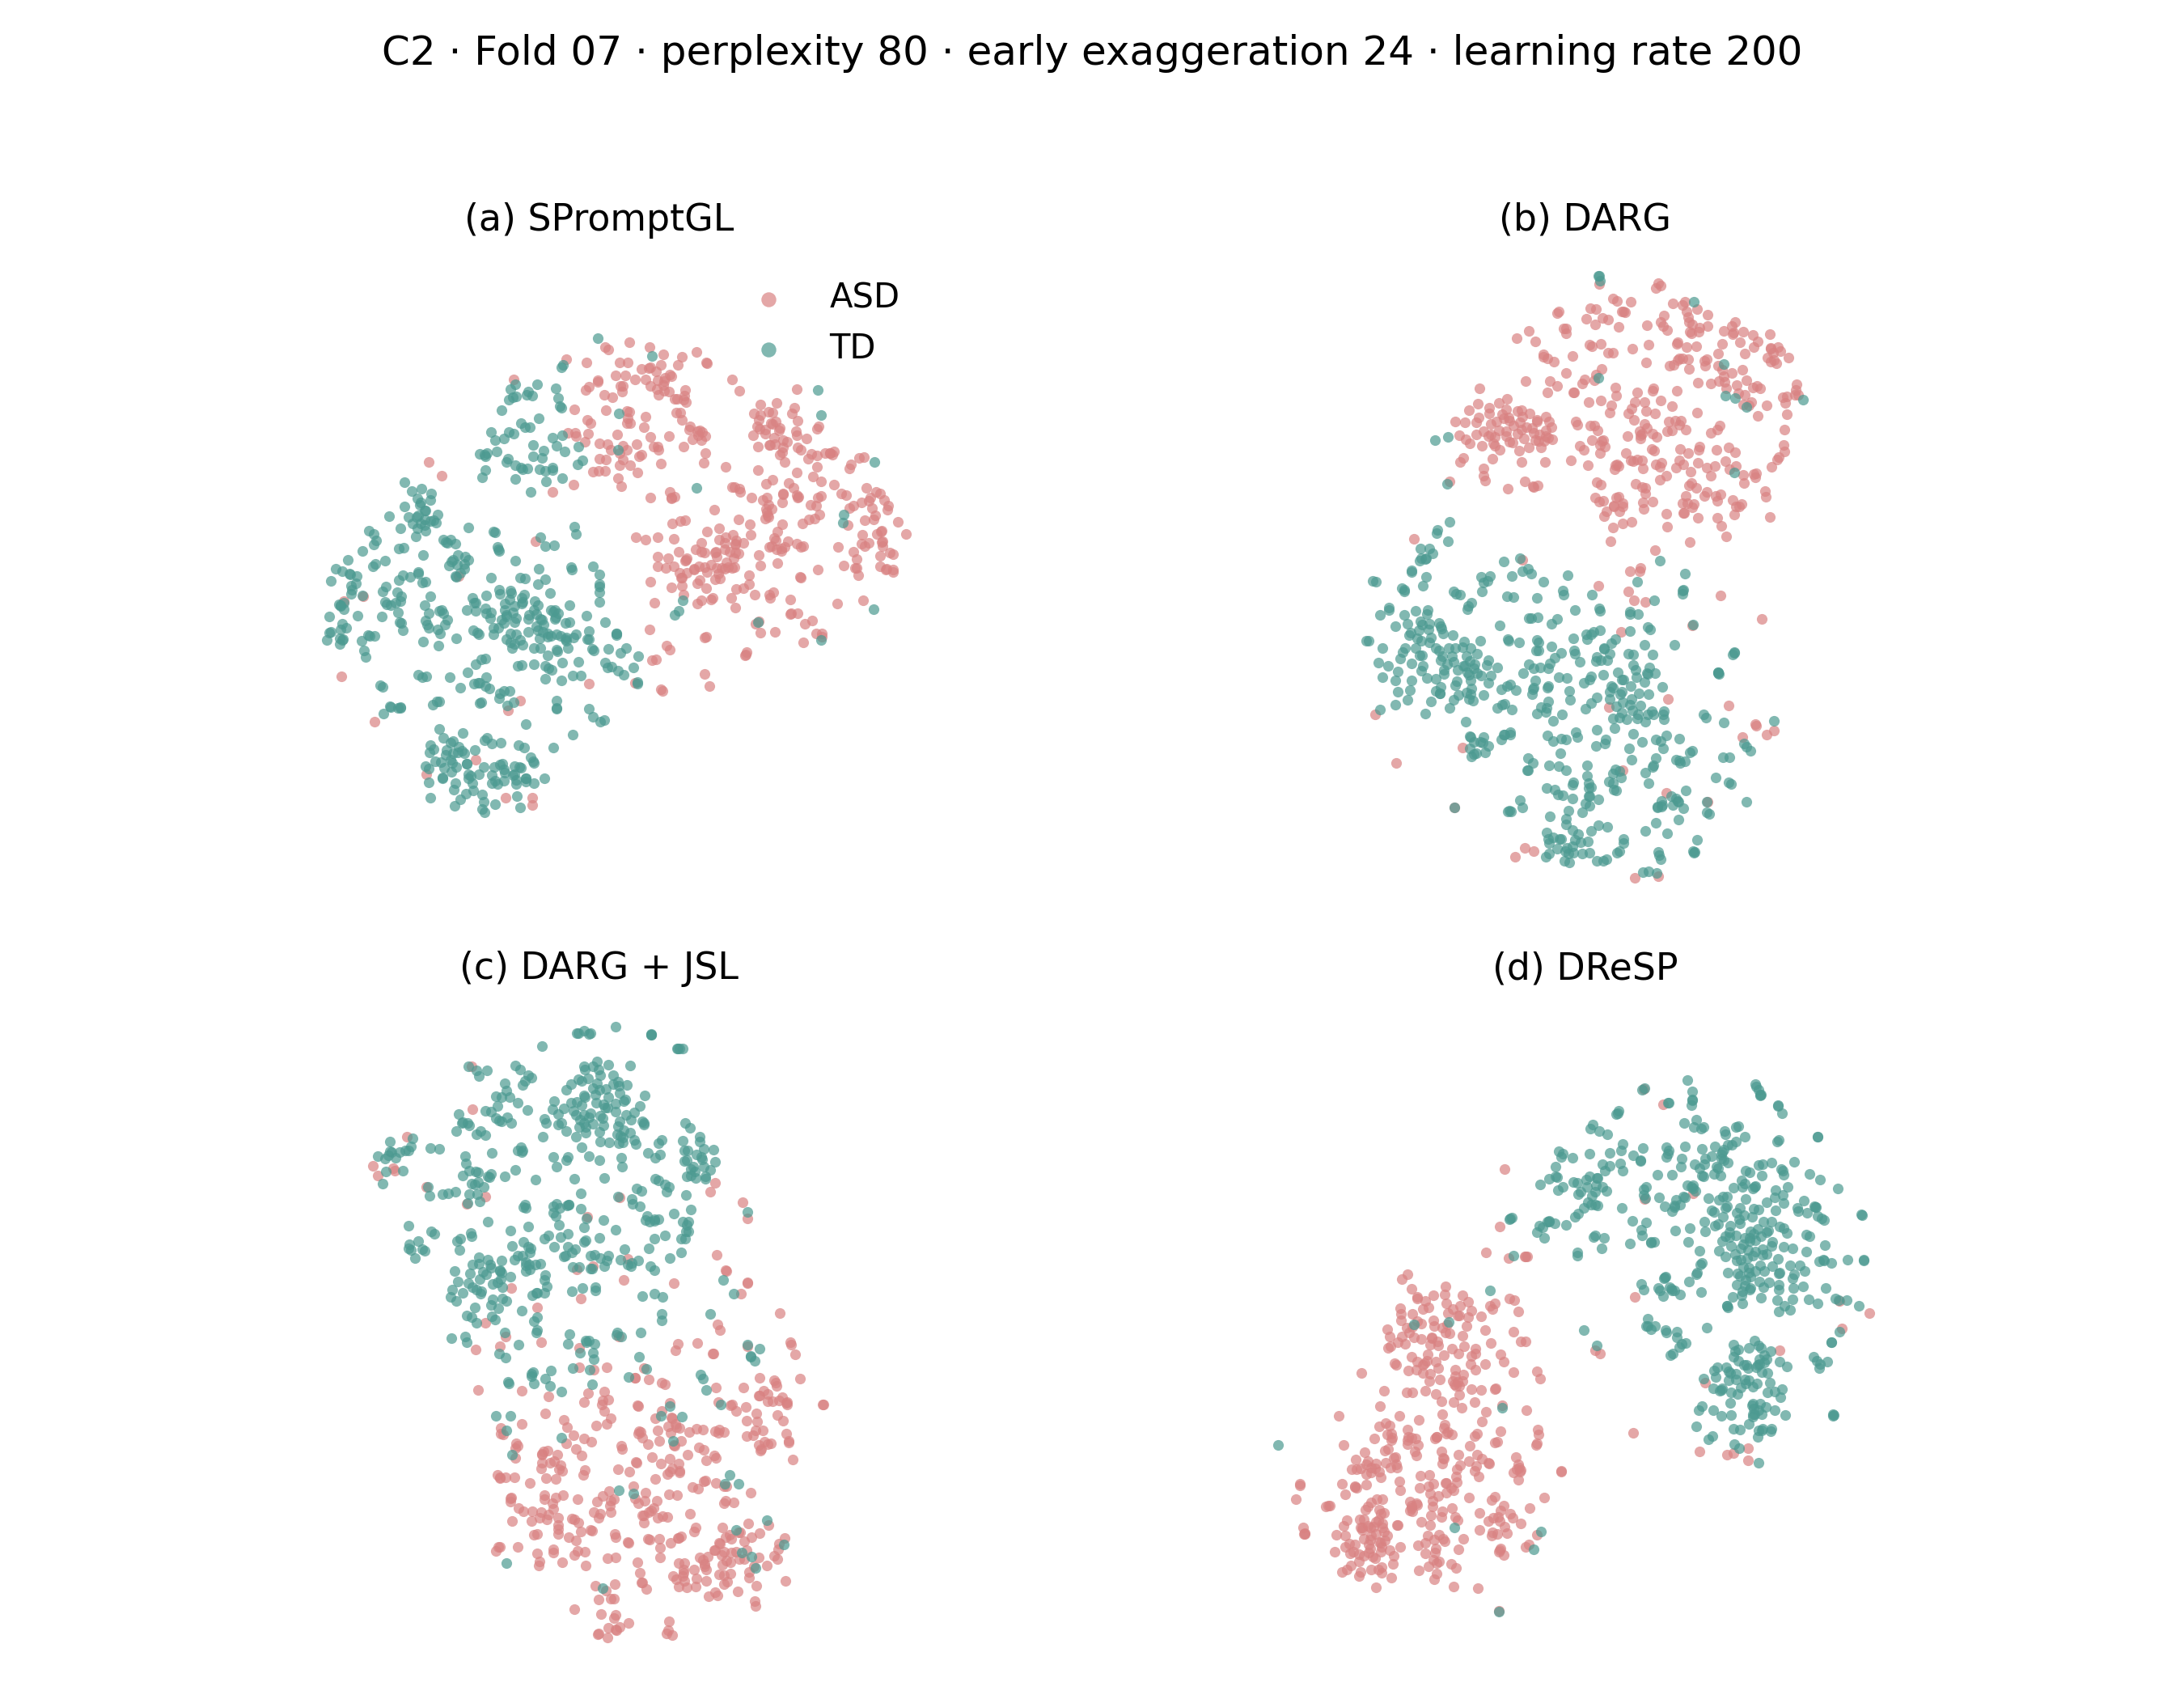 C2 · Fold 07 · perplexity 80 · early exaggeration 24 · learning rate 200
(a) SPromptGL
(b) DARG
ASD
TD
(c) DARG + JSL
(d) DReSP